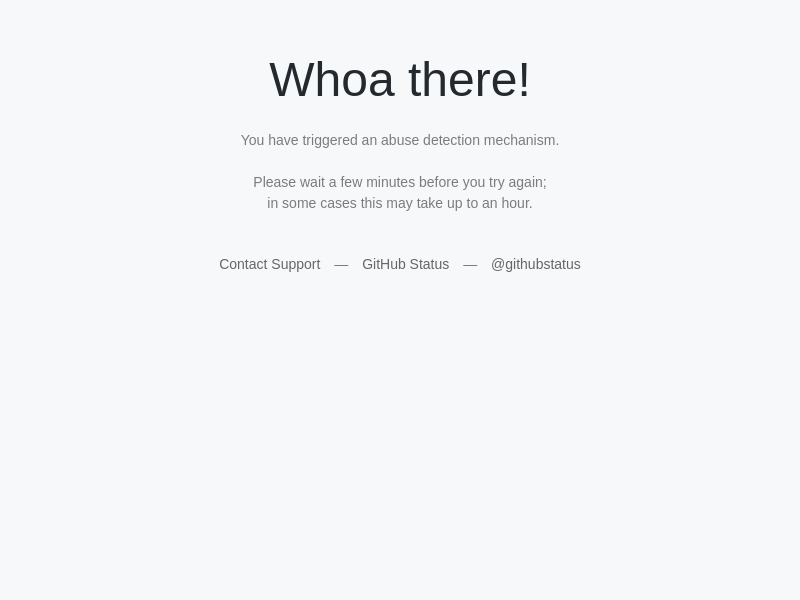 Whoa there!
You have triggered an abuse detection mechanism.
Please wait a few minutes before you try again;
in some cases this may take up to an hour.
Contact Support — GitHub Status — @githubstatus